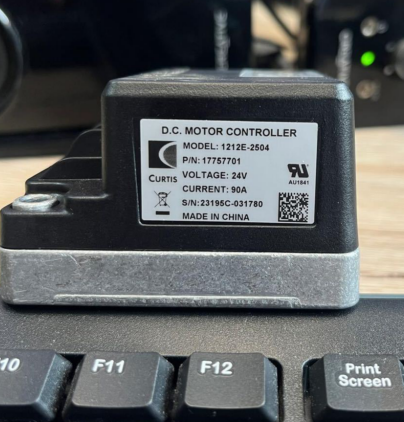 D.C. MOTOR CONTROLLER
MODEL: 1212E-2504
P/N: 17757701
CURTIS
VOLTAGE: 24V
CURRENT: 90A
AU1841
S/N:23195C-031780
MADE IN CHINA
10
F11
F12
Print
Screen